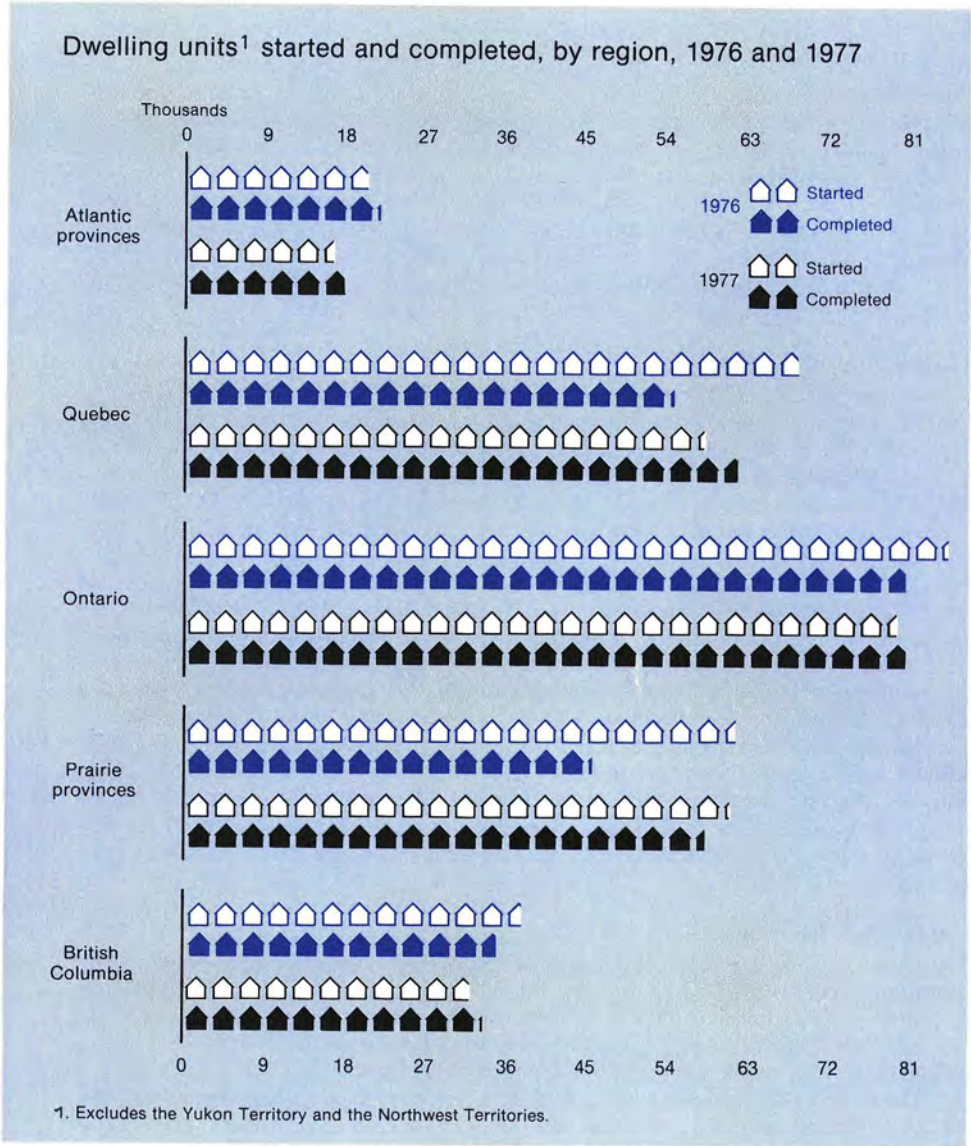 Dwelling units¹ started and completed, by region, 1976 and 1977
Thousands
0 9 18 27 36 45 54 63 72 81
1976 Started
Completed
1977 Started
Completed
Atlantic
provinces
Quebec
Ontario
Prairie
provinces
British
Columbia
0 9 18 27 36 45 54 63 72 81
1. Excludes the Yukon Territory and the Northwest Territories.